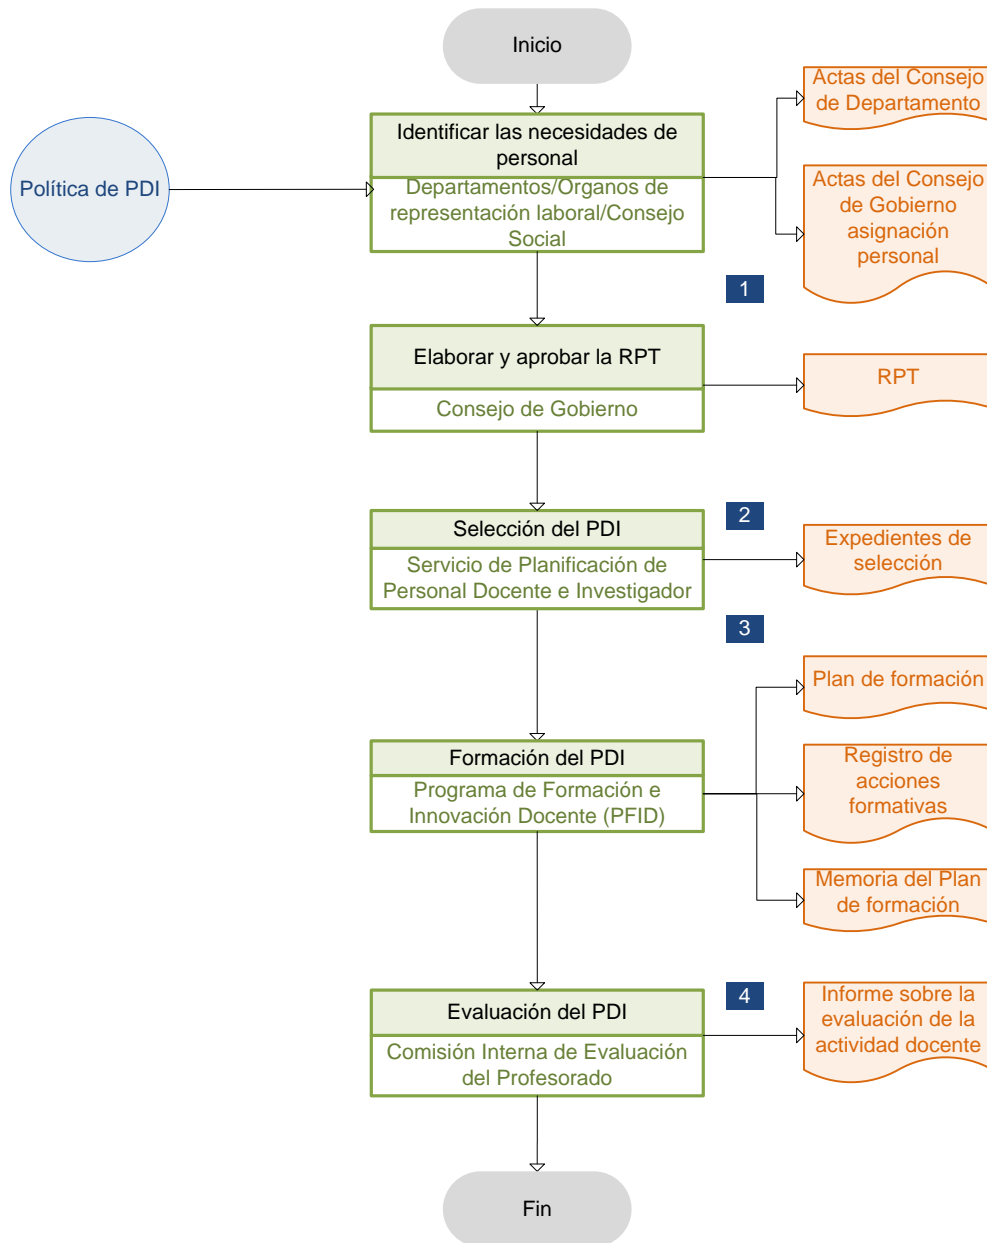 Inicio
Actas del Consejo
de Departamento
Identificar las necesidades de
personal
Política de PDI
Departamentos/Organos de
representación laboral/Consejo
Social
Actas del Consejo
de Gobierno
asignación
personal
1
Elaborar y aprobar la RPT
Consejo de Gobierno
RPT
2
Selección del PDI
Servicio de Planificación de
Personal Docente e Investigador
Expedientes de
selección
3
Plan de formación
Formación del PDI
Programa de Formación e
Innovación Docente (PFID)
Registro de
acciones
formativas
Memoria del Plan
de formación
4
Evaluación del PDI
Comisión Interna de Evaluación
del Profesorado
Informe sobre la
evaluación de la
actividad docente
Fin